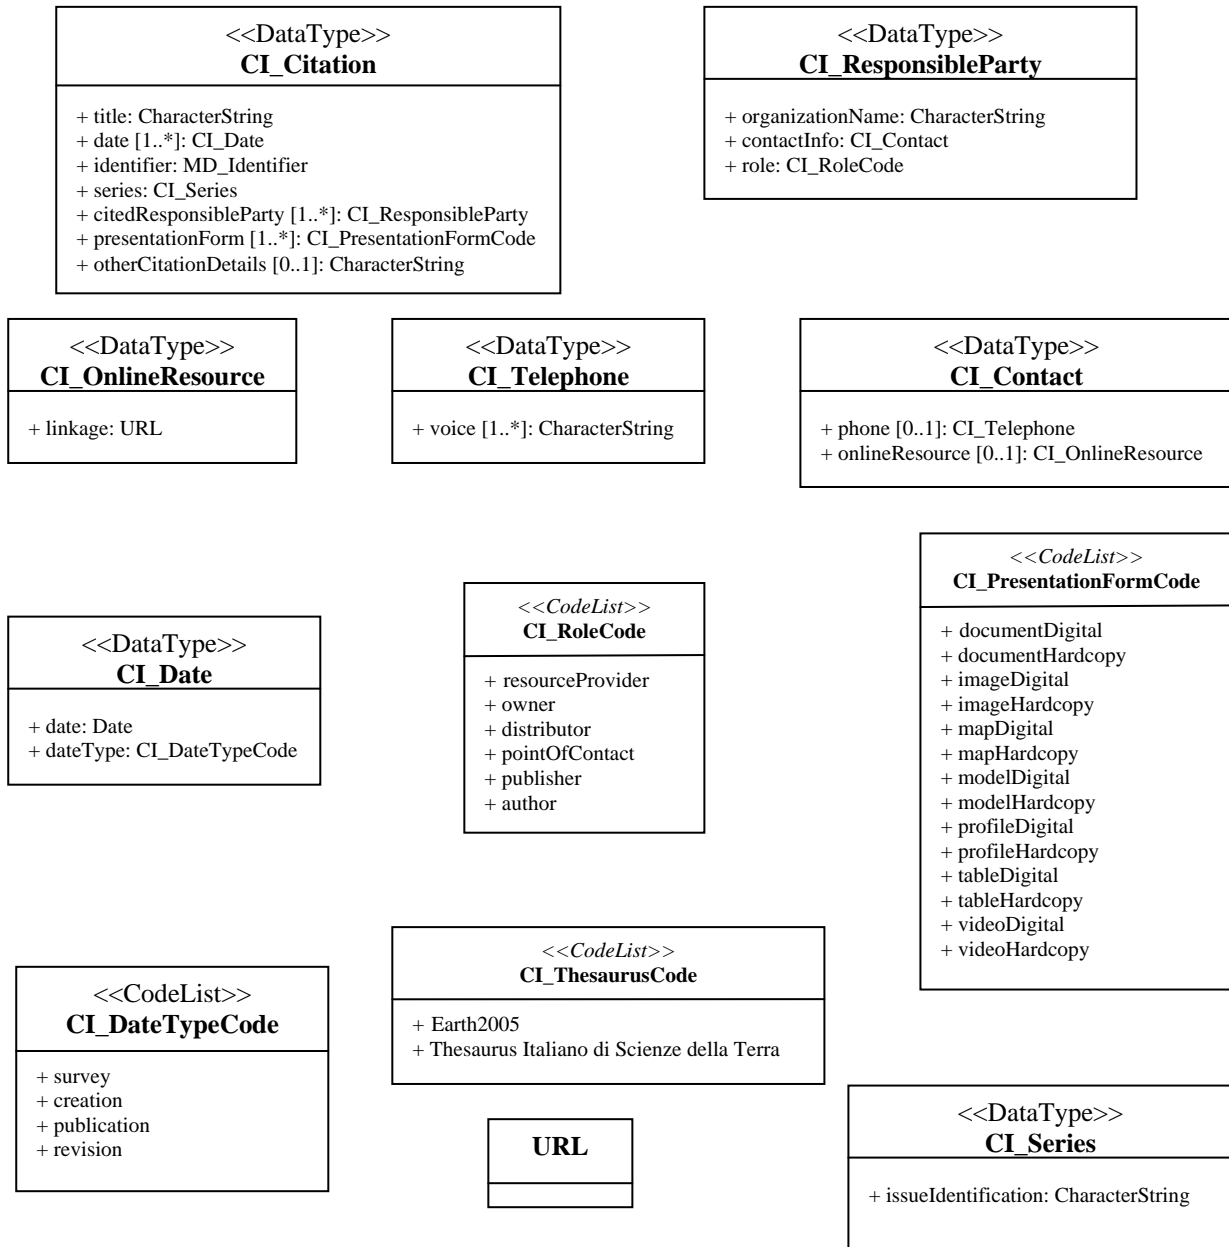 <<DataType>>
CI_Citation
+ title: CharacterString
+ date [1..*]: CI_Date
+ identifier: MD_Identifier
+ series: CI_Series
+ citedResponsibleParty [1..*]: CI_ResponsibleParty
+ presentationForm [1..*]: CI_PresentationFormCode
+ otherCitationDetails [0..1]: CharacterString
<<DataType>>
CI_ResponsibleParty
+ organizationName: CharacterString
+ contactInfo: CI_Contact
+ role: CI_RoleCode
<<DataType>>
CI_OnlineResource
+ linkage: URL
<<DataType>>
CI_Telephone
+ voice [1..*]: CharacterString
<<DataType>>
CI_Contact
+ phone [0..1]: CI_Telephone
+ onlineResource [0..1]: CI_OnlineResource
<<DataType>>
CI_Date
+ date: Date
+ dateType: CI_DateTypeCode
<<CodeList>>
CI_RoleCode
+ resourceProvider
+ owner
+ distributor
+ pointOfContact
+ publisher
+ author
<<CodeList>>
CI_PresentationFormCode
+ documentDigital
+ documentHardcopy
+ imageDigital
+ imageHardcopy
+ mapDigital
+ mapHardcopy
+ modelDigital
+ modelHardcopy
+ profileDigital
+ profileHardcopy
+ tableDigital
+ tableHardcopy
+ videoDigital
+ videoHardcopy
<<CodeList>>
CI_DateTypeCode
+ survey
+ creation
+ publication
+ revision
<<CodeList>>
CI_ThesaurusCode
+ Earth2005
+ Thesaurus Italiano di Scienze della Terra
URL
<<DataType>>
CI_Series
+ issueIdentification: CharacterString